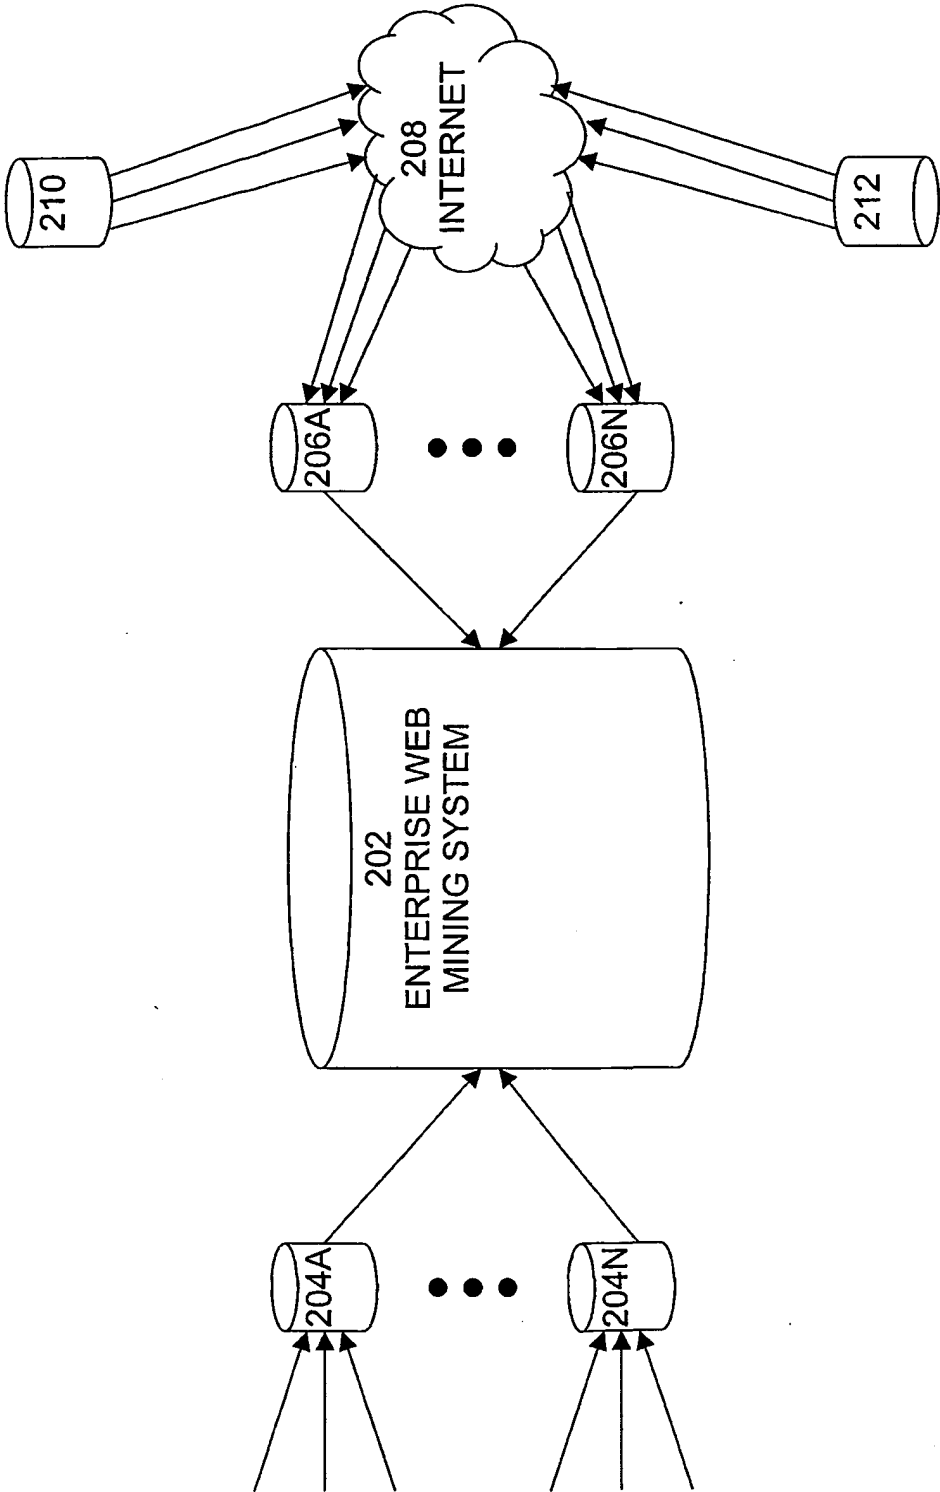 210
208
INTERNET
212
206A
206N
202
ENTERPRISE WEB
MINING SYSTEM
204A
204N